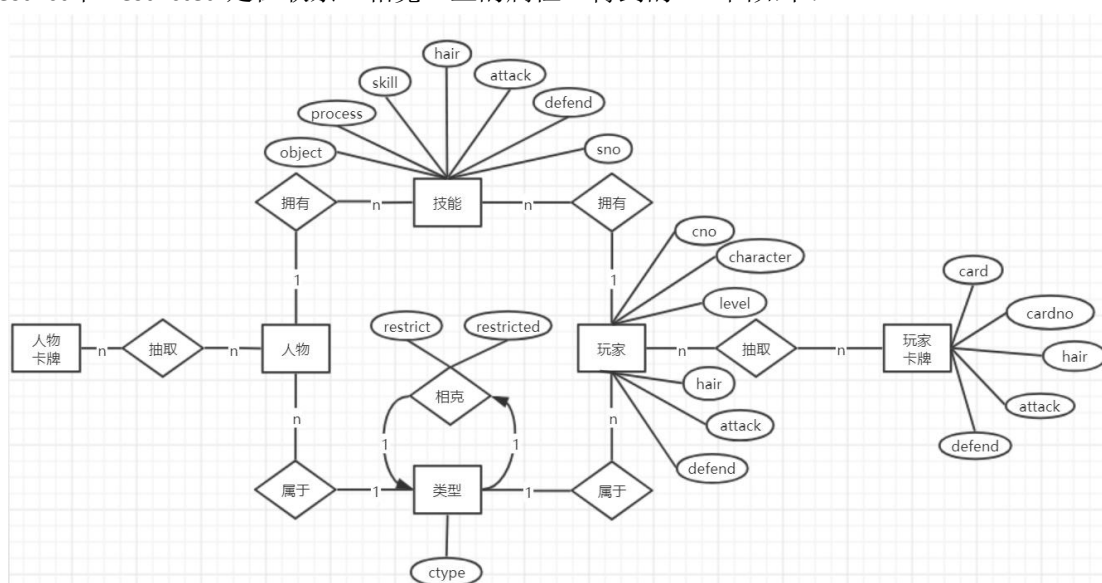 hair
skill
attack
process
defend
object
sno
拥有
n
技能
n
拥有
cno
character
1
1
level
card
cardno
restrict
restricted
人物
卡牌
n
抽取
n
人物
玩家
n
抽取
n
玩家
卡牌
hair
hair
相克
attack
attack
n
1
1
n
defend
defend
属于
1
类型
1
属于
ctype